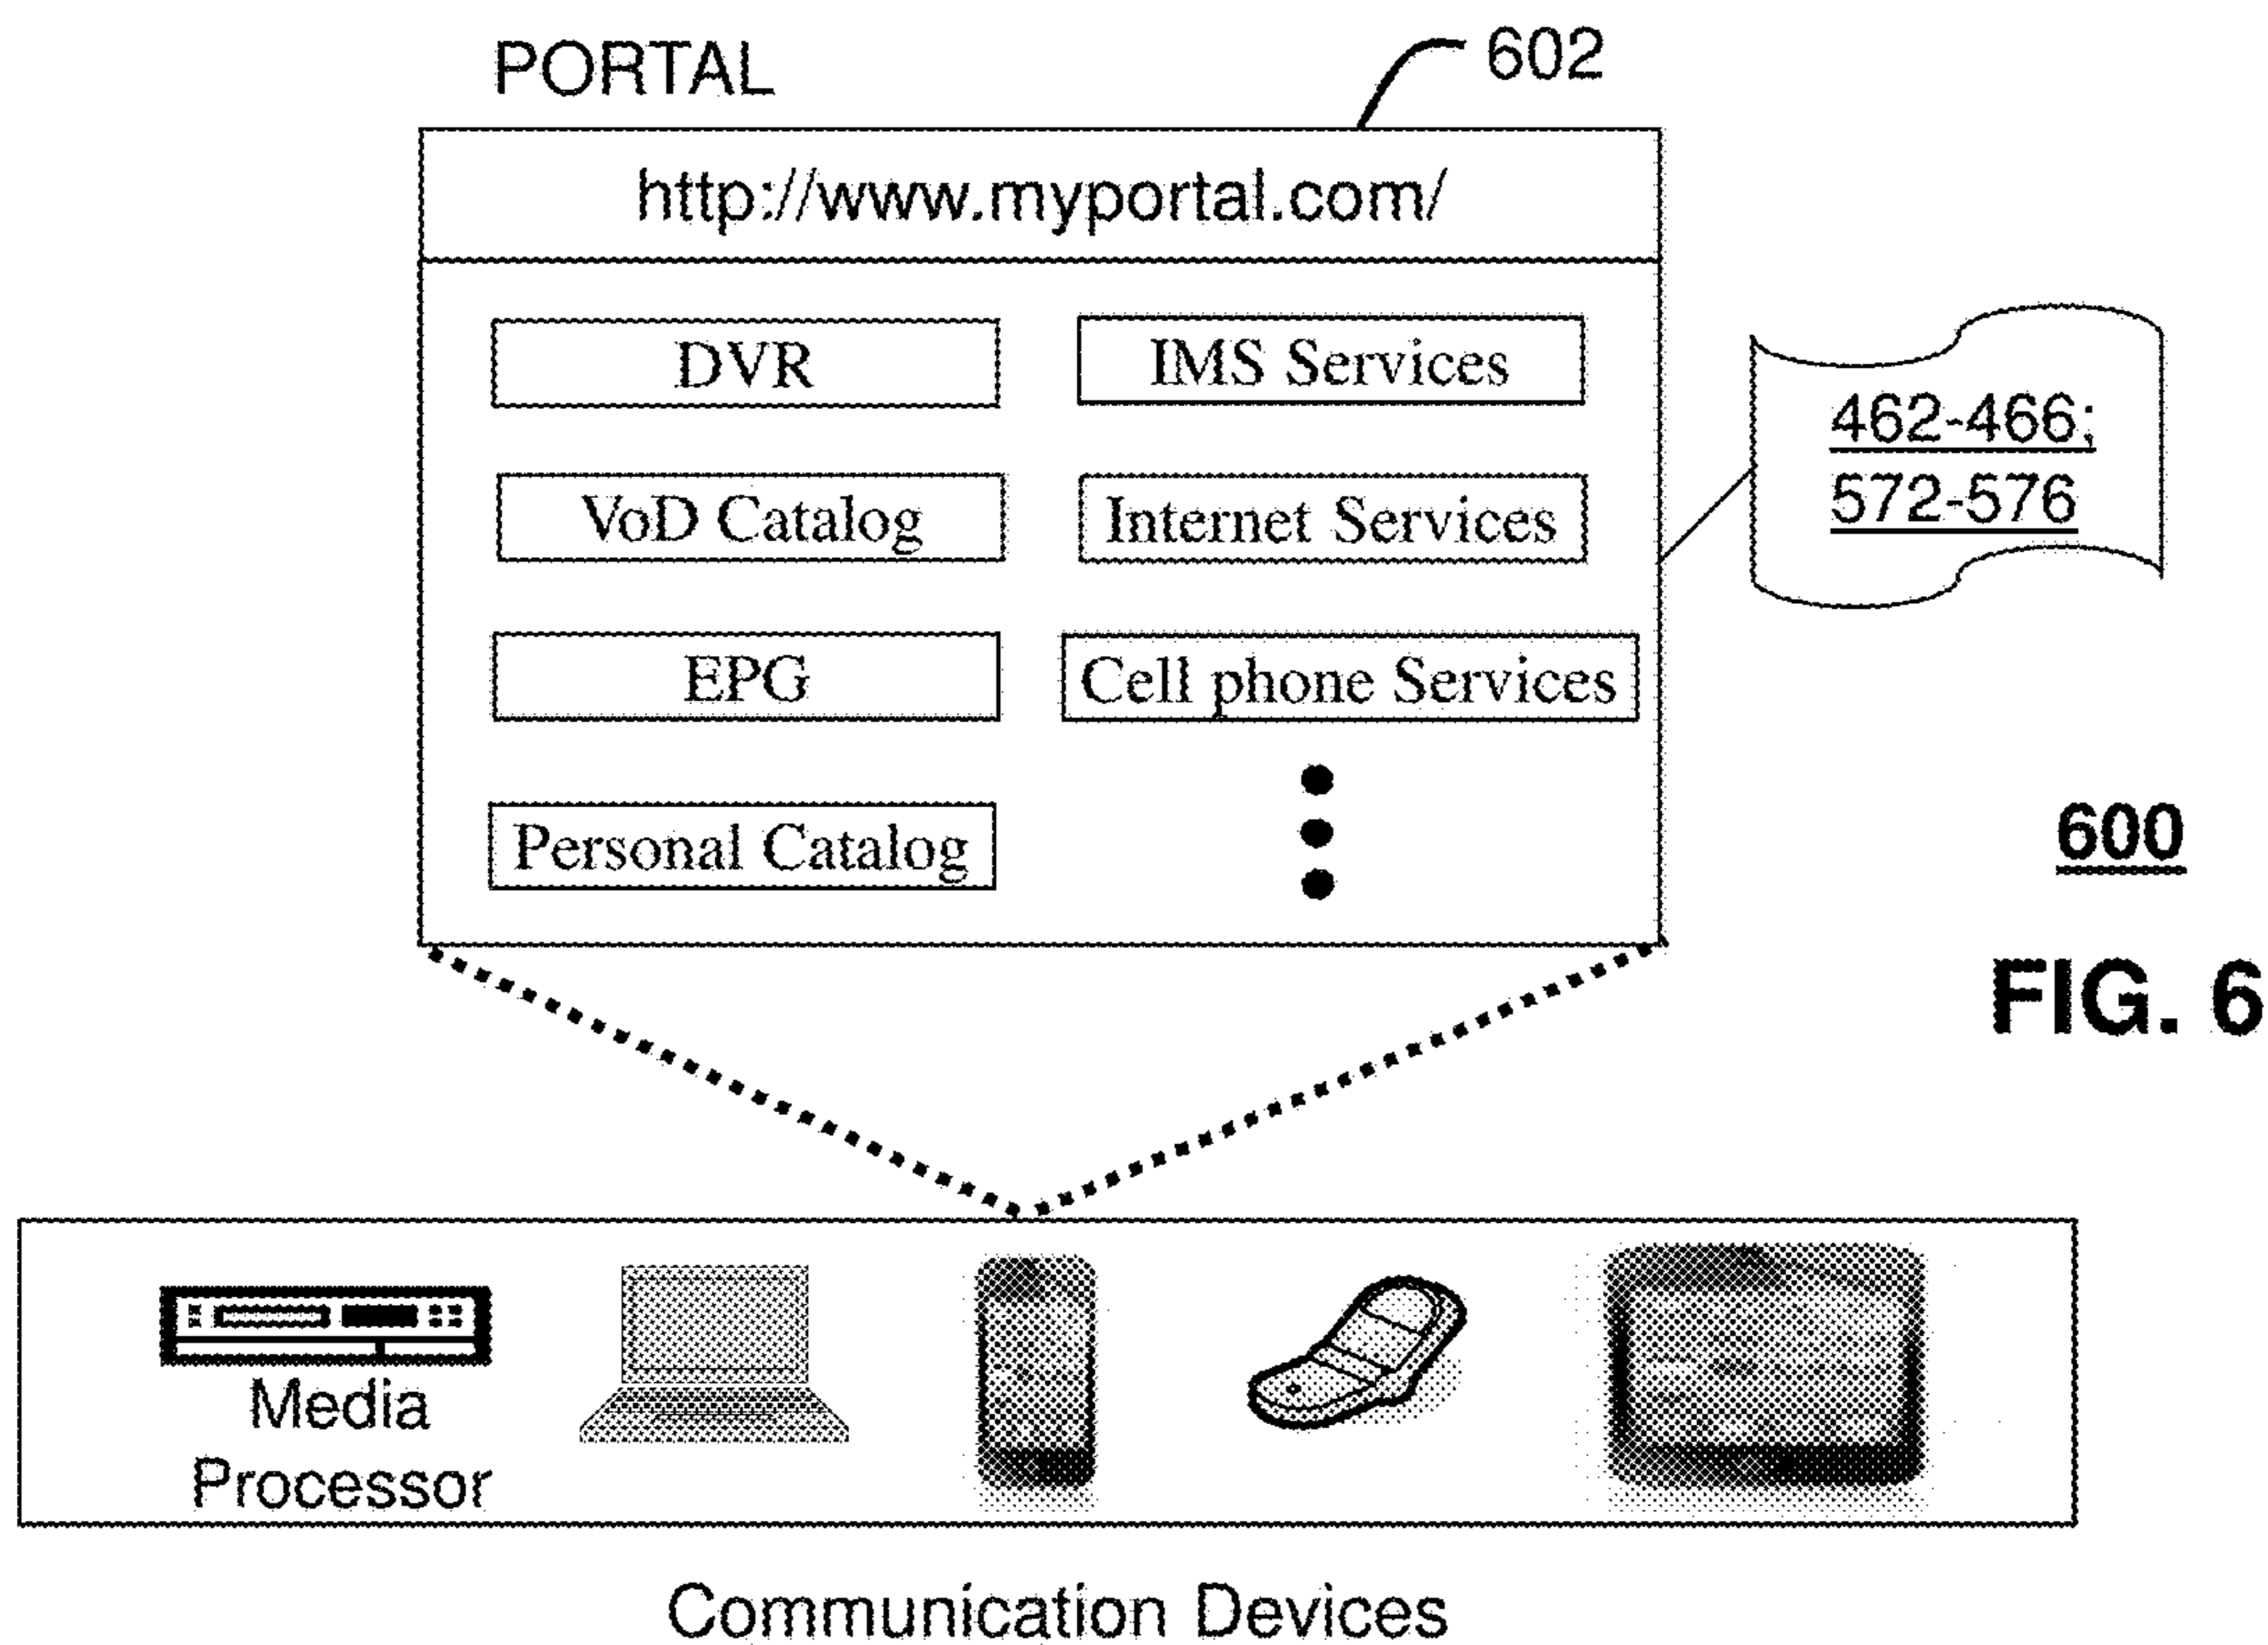 PORTAL
602
http://www.myportal.com/
DVR
IMS Services
VoD Catalog
Internet Services
EPG
Cell phone Services
Personal Catalog
462-466;
572-576
600
FIG. 6
Media
Processor
Communication Devices